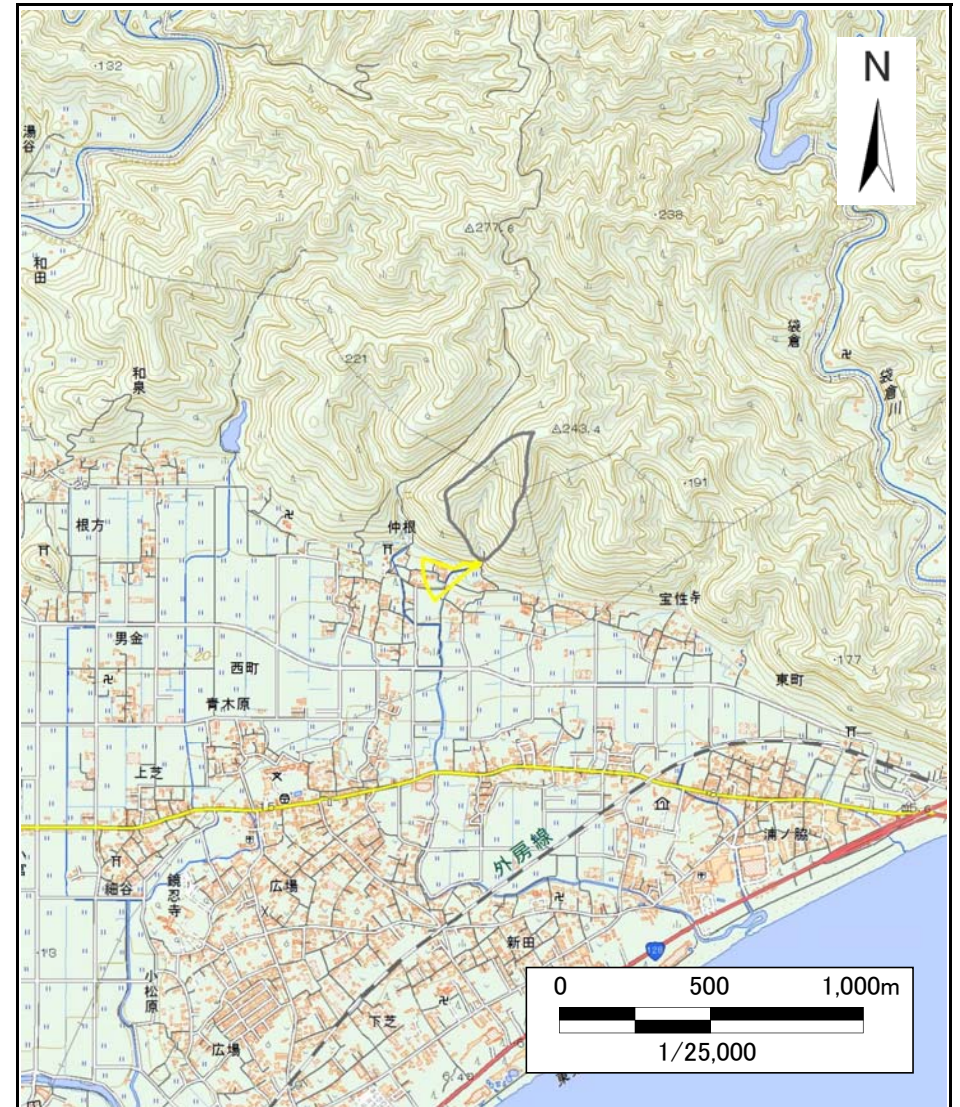 ・132
N
湯谷
238
△277.6
和田
袋倉
221
和泉
袋倉川
△243.4
191
20
根方
仲根
宝性寺
男金
20
西町
・177
東町
青木原
上芝
外房線
浦ノ脇
細谷
鏡忍寺
広場
新田
128
・13
小松原
下芝
広場
0 500 1,000m
1/25,000